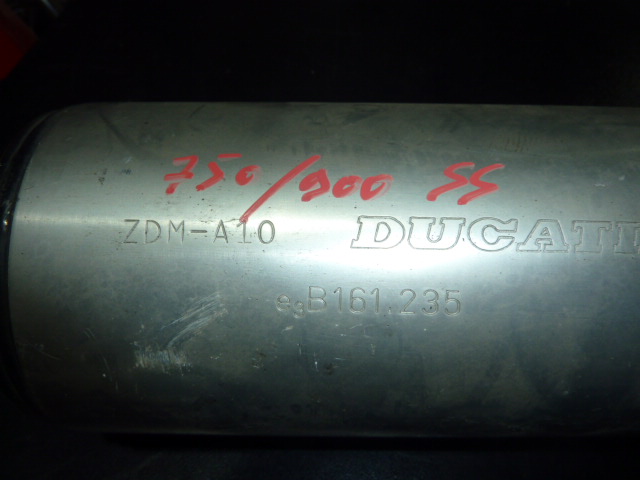 750/900 SS
ZDM-A10 DUCATI
e3B161.235